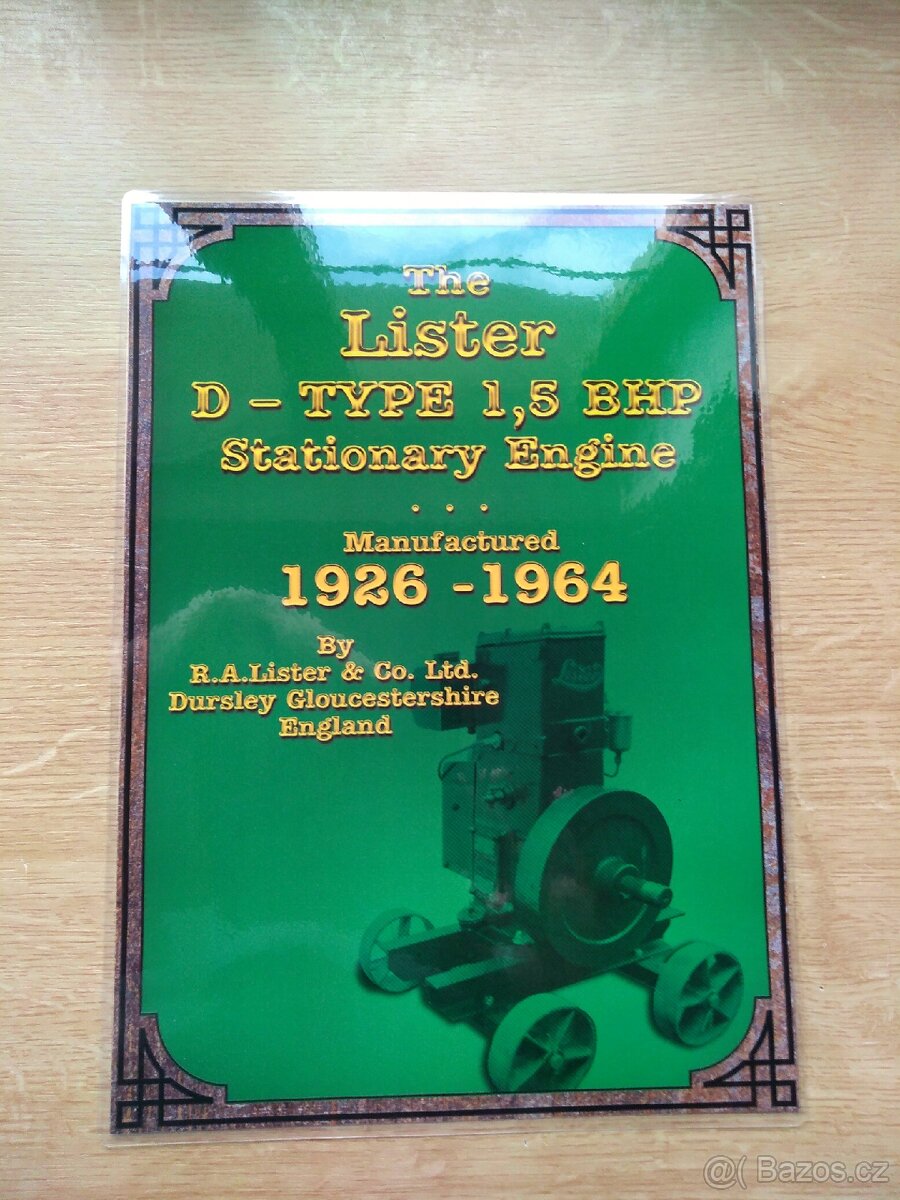 The
Lister
D - TYPE 1,5 BHP
Stationary Engine
. . .
Manufactured
1926 -1964
By
R.A.Lister & Co. Ltd.
Dursley Gloucestershire
England
Lister
@( Bazos.cz